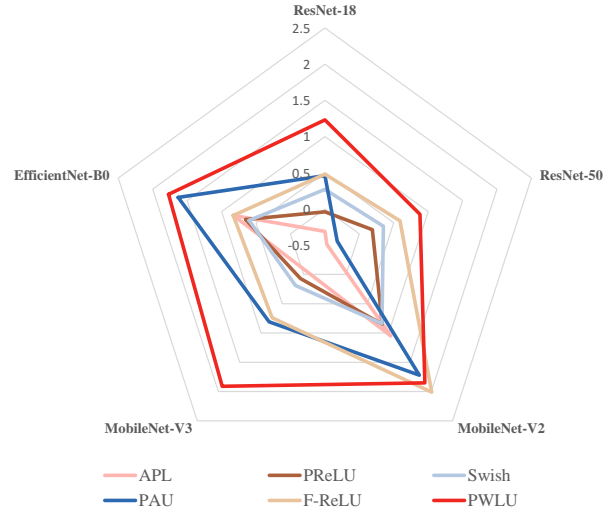 ResNet-18
2.5
2
1.5
1
0.5
0
-0.5
EfficientNet-B0
ResNet-50
MobileNet-V3
MobileNet-V2
APL PReLU Swish
PAU F-ReLU PWLU